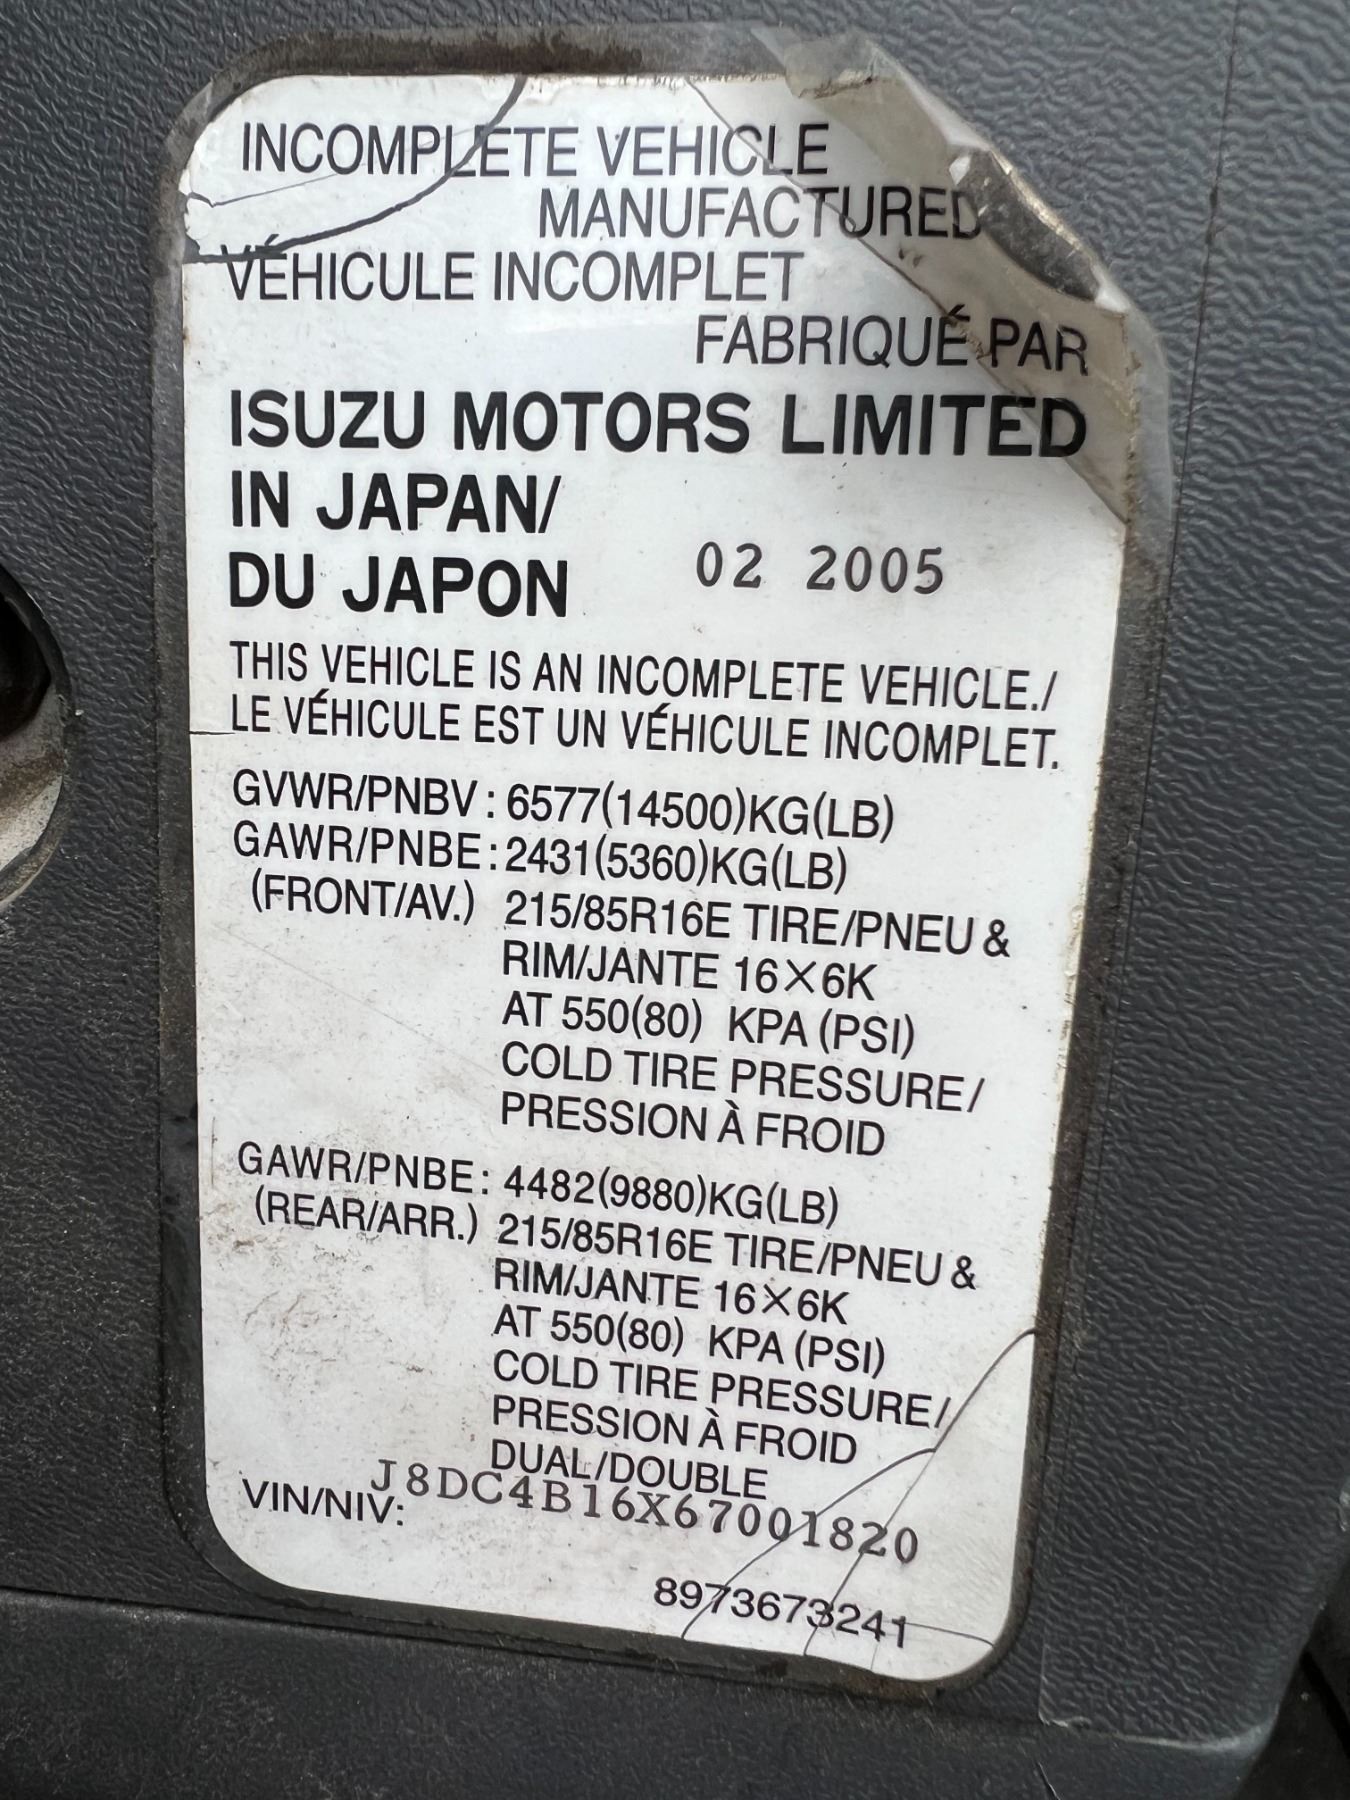 INCOMPLETE VEHICLE
MANUFACTURED
VÉHICULE INCOMPLET
FABRIQUÉ PAR
ISUZU MOTORS LIMITED
IN JAPAN/
DU JAPON 02 2005
THIS VEHICLE IS AN INCOMPLETE VEHICLE./
LE VÉHICULE EST UN VÉHICULE INCOMPLET.
GVWR/PNBV : 6577(14500)KG(LB)
GAWR/PNBE : 2431(5360)KG(LB)
(FRONT/AV.) 215/85R16E TIRE/PNEU &
RIM/JANTE 16×6K
AT 550(80) KPA (PSI)
COLD TIRE PRESSURE/
PRESSION À FROID
GAWR/PNBE : 4482(9880)KG(LB)
(REAR/ARR.) 215/85R16E TIRE/PNEU &
RIM/JANTE 16×6K
AT 550(80) KPA (PSI)
COLD TIRE PRESSURE/
PRESSION À FROID
DUAL/DOUBLE
VIN/NIV: J8DC4B16X67001820
8973673241